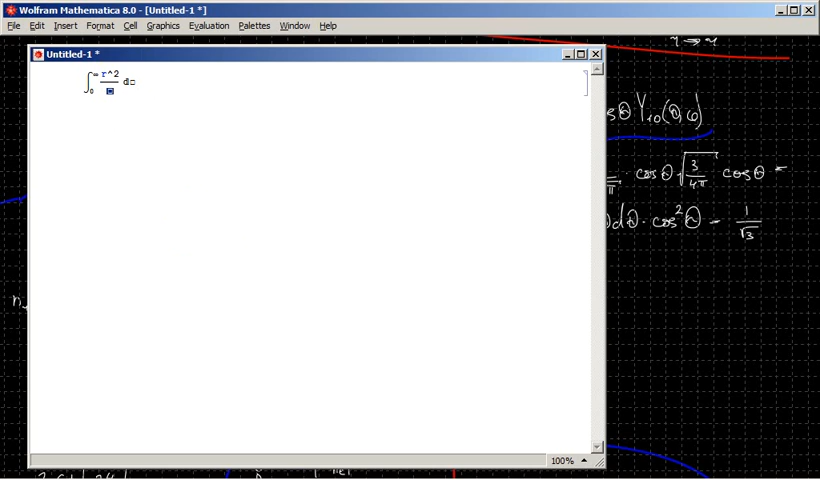 Wolfram Mathematica 8.0 - [Untitled-1 *]
File Edit Insert Format Cell Graphics Evaluation Palettes Window Help
Untitled-1 *
∫₀^∞ r^2/□ d□
θ Y₁₀(θ,φ)
π · cosθ √(3/4π) cosθ =
dθ · cos²θ = 1/√3
100%